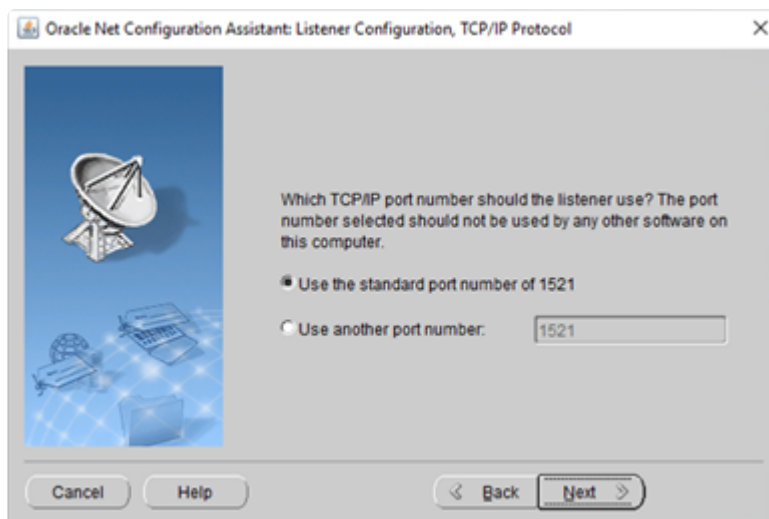 Oracle Net Configuration Assistant: Listener Configuration, TCP/IP Protocol
Which TCP/IP port number should the listener use? The port
number selected should not be used by any other software on
this computer.
Use the standard port number of 1521
Use another port number: 1521
Cancel Help Back Next